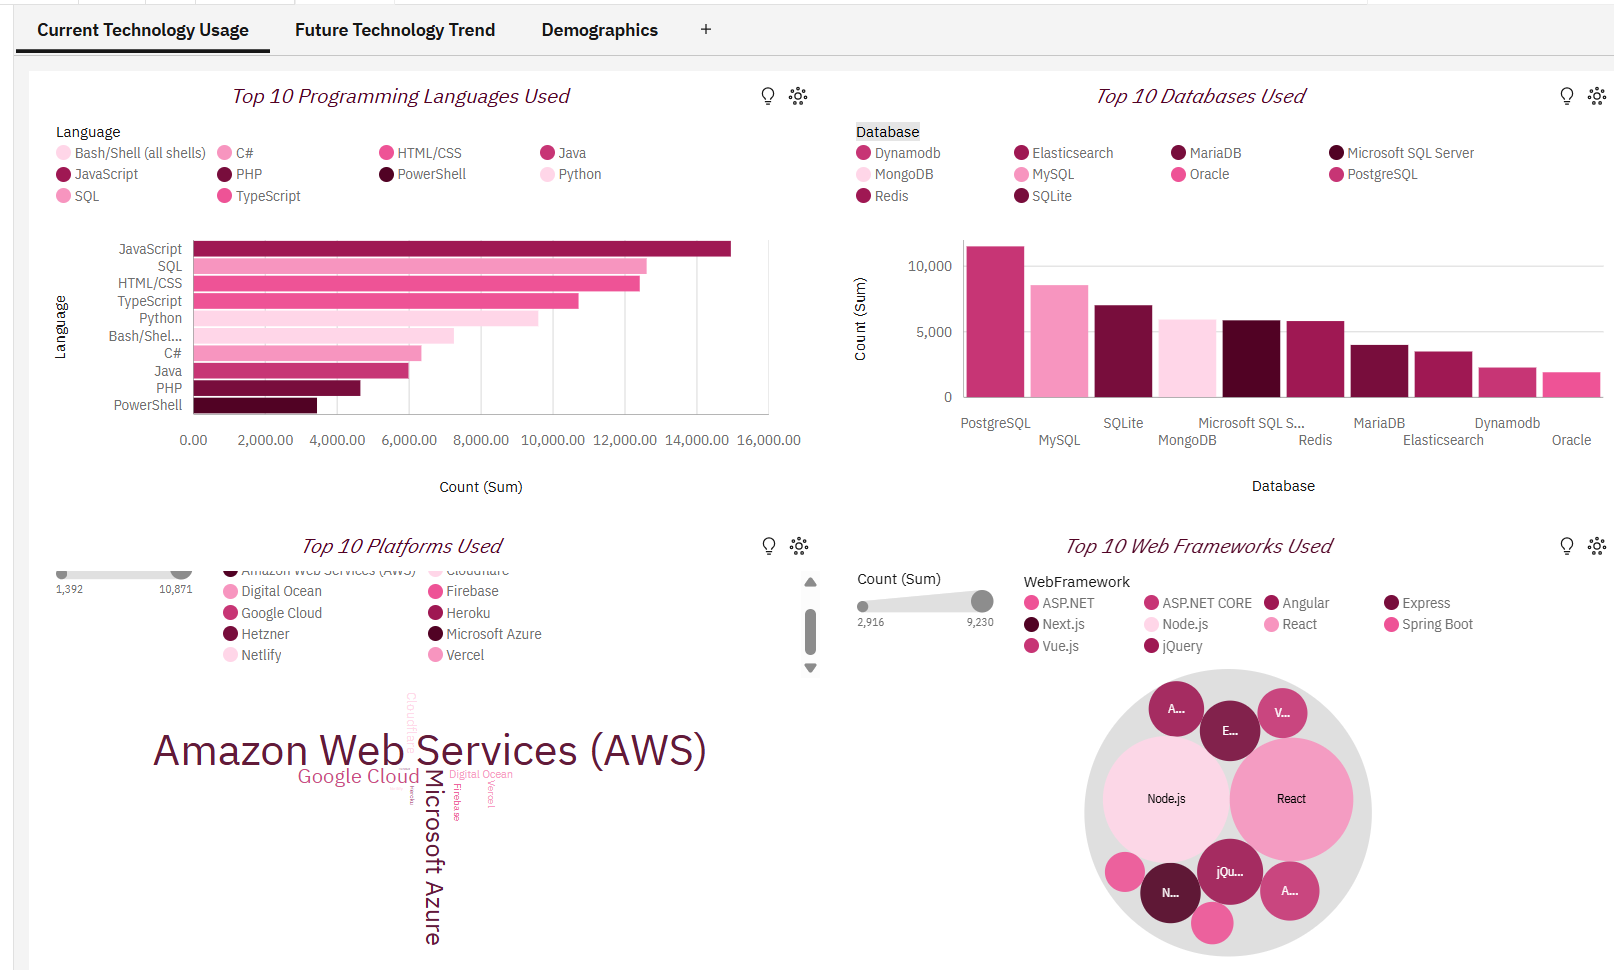 Current Technology Usage Future Technology Trend Demographics +
Top 10 Programming Languages Used
Language
Bash/Shell (all shells) C# HTML/CSS Java
JavaScript PHP PowerShell Python
SQL TypeScript
Language
JavaScript
SQL
HTML/CSS
TypeScript
Python
Bash/Shel...
C#
Java
PHP
PowerShell
0.00 2,000.00 4,000.00 6,000.00 8,000.00 10,000.00 12,000.00 14,000.00 16,000.00
Count (Sum)
Top 10 Databases Used
Database
Dynamodb Elasticsearch MariaDB Microsoft SQL Server
MongoDB MySQL Oracle PostgreSQL
Redis SQLite
Count (Sum)
10,000
5,000
0
PostgreSQL SQLite Microsoft SQL S... MariaDB Dynamodb
MySQL MongoDB Redis Elasticsearch Oracle
Database
Top 10 Platforms Used
1,392 10,871
Amazon Web Services (AWS) Cloudflare
Digital Ocean Firebase
Google Cloud Heroku
Hetzner Microsoft Azure
Netlify Vercel
Cloudflare
Amazon Web Services (AWS)
Google Cloud
Digital Ocean
Microsoft Azure
Heroku
Firebase
Vercel
Top 10 Web Frameworks Used
Count (Sum)
2,916 9,230
WebFramework
ASP.NET ASP.NET CORE Angular Express
Next.js Node.js React Spring Boot
Vue.js jQuery
A...
E...
V...
Node.js
React
jQu...
N...
A...